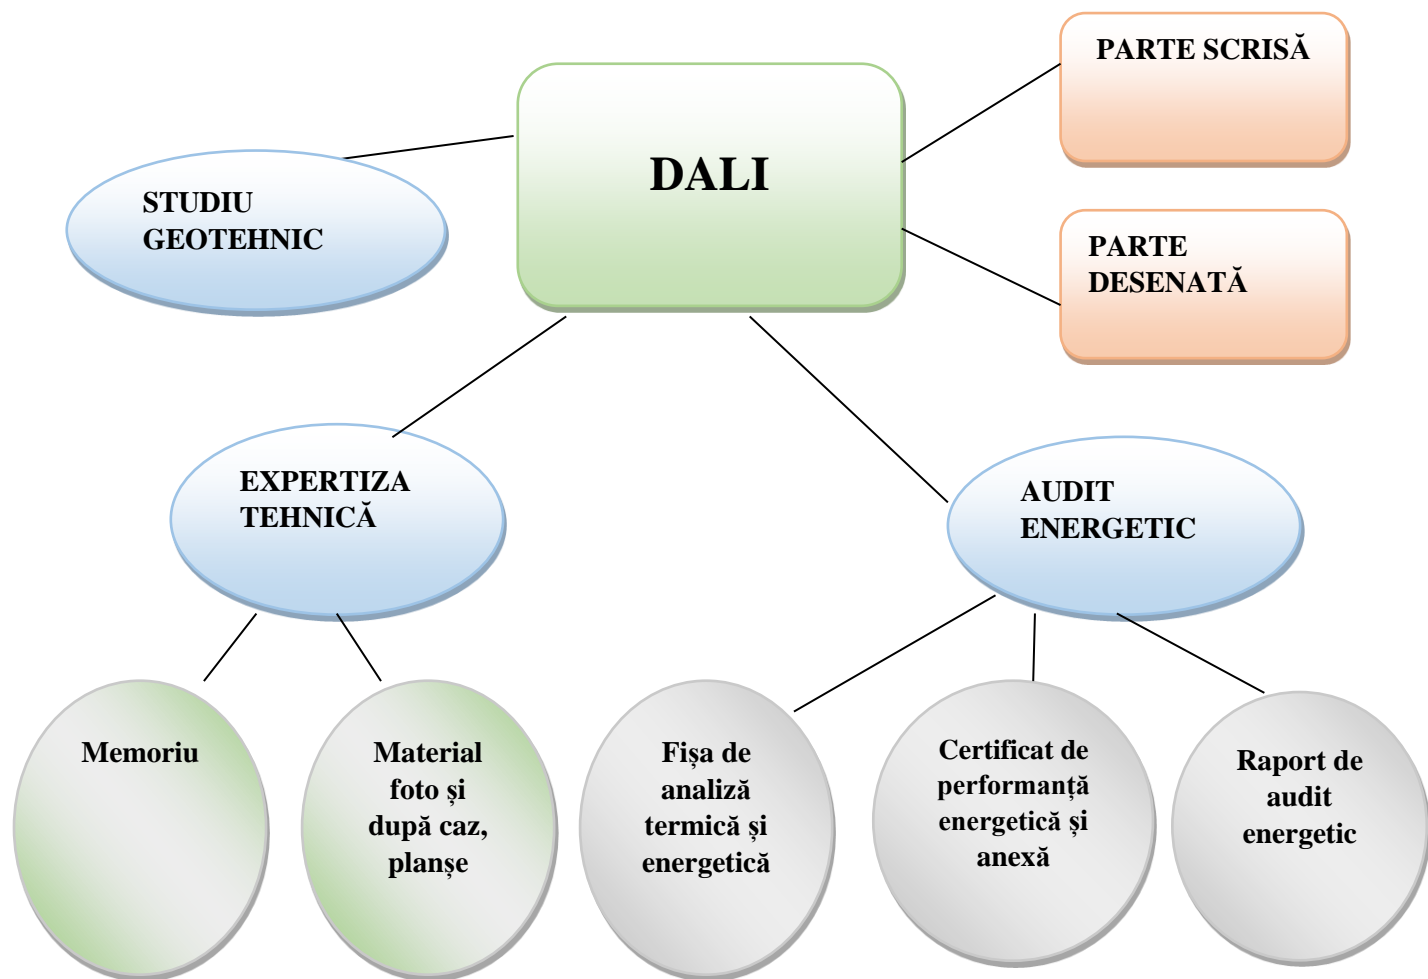 PARTE SCRISĂ
DALI
STUDIU
GEOTEHNIC
PARTE
DESENATĂ
EXPERTIZA
TEHNICĂ
AUDIT
ENERGETIC
Memoriu
Material
foto și
după caz,
planșe
Fișa de
analiză
termică și
energetică
Certificat de
performanță
energetică și
anexă
Raport de
audit
energetic